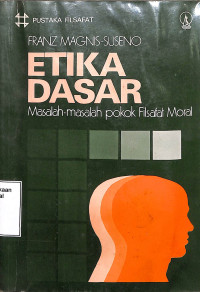 PUSTAKA FILSAFAT
FRANZ MAGNIS-SUSENO
ETIKA
DASAR
Masalah-masalah pokok Filsafat Moral